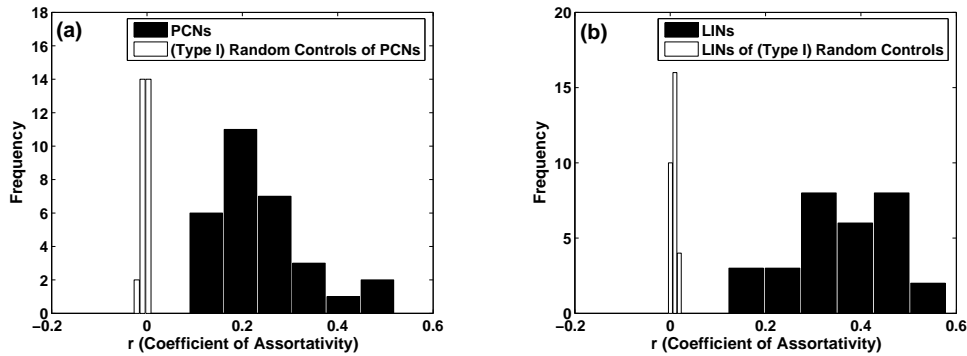 (a)
PCNs
(Type I) Random Controls of PCNs
Frequency
18
16
14
12
10
8
6
4
2
0
−0.2 0 0.2 0.4 0.6
r (Coefficient of Assortativity)
(b)
LINs
LINs of (Type I) Random Controls
Frequency
20
15
10
5
0
−0.2 0 0.2 0.4 0.6
r (Coefficient of Assortativity)